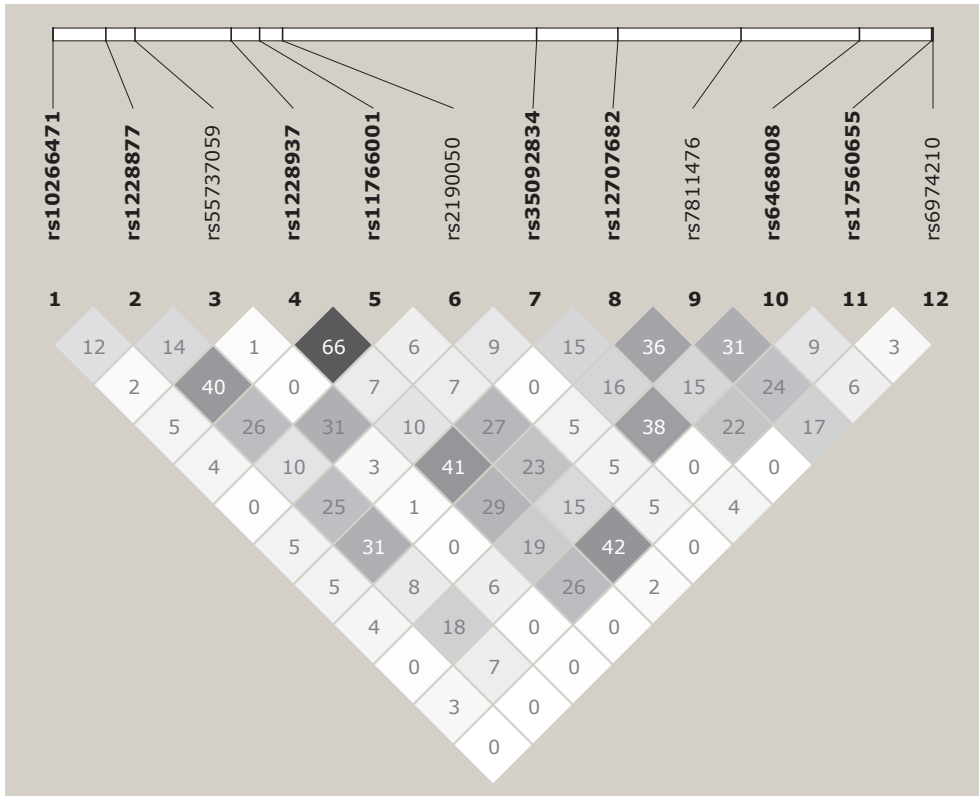 rs10266471
rs1228877
rs55737059
rs1228937
rs11766001
rs2190050
rs35092834
rs12707682
rs7811476
rs6468008
rs17560655
rs6974210
1 2 3 4 5 6 7 8 9 10 11 12
12 14 1 66 6 9 15 36 31 9 3
2 40 0 7 7 0 16 15 24 6
5 26 31 10 27 5 38 22 17
4 10 3 41 23 5 0 0
0 25 1 29 15 5 4
5 31 0 19 42 0
5 8 6 26 2
4 18 0 0
0 7 0
3 0
0